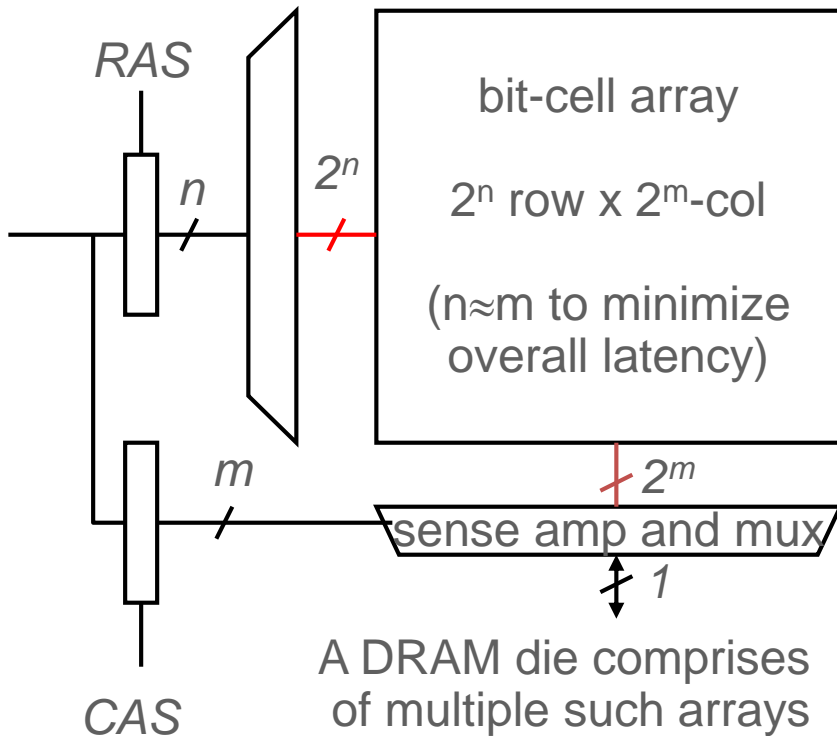 RAS
n
2ⁿ
bit-cell array
2ⁿ row x 2ᵐ-col
(n≈m to minimize
overall latency)
m
2ᵐ
sense amp and mux
1
A DRAM die comprises
of multiple such arrays
CAS